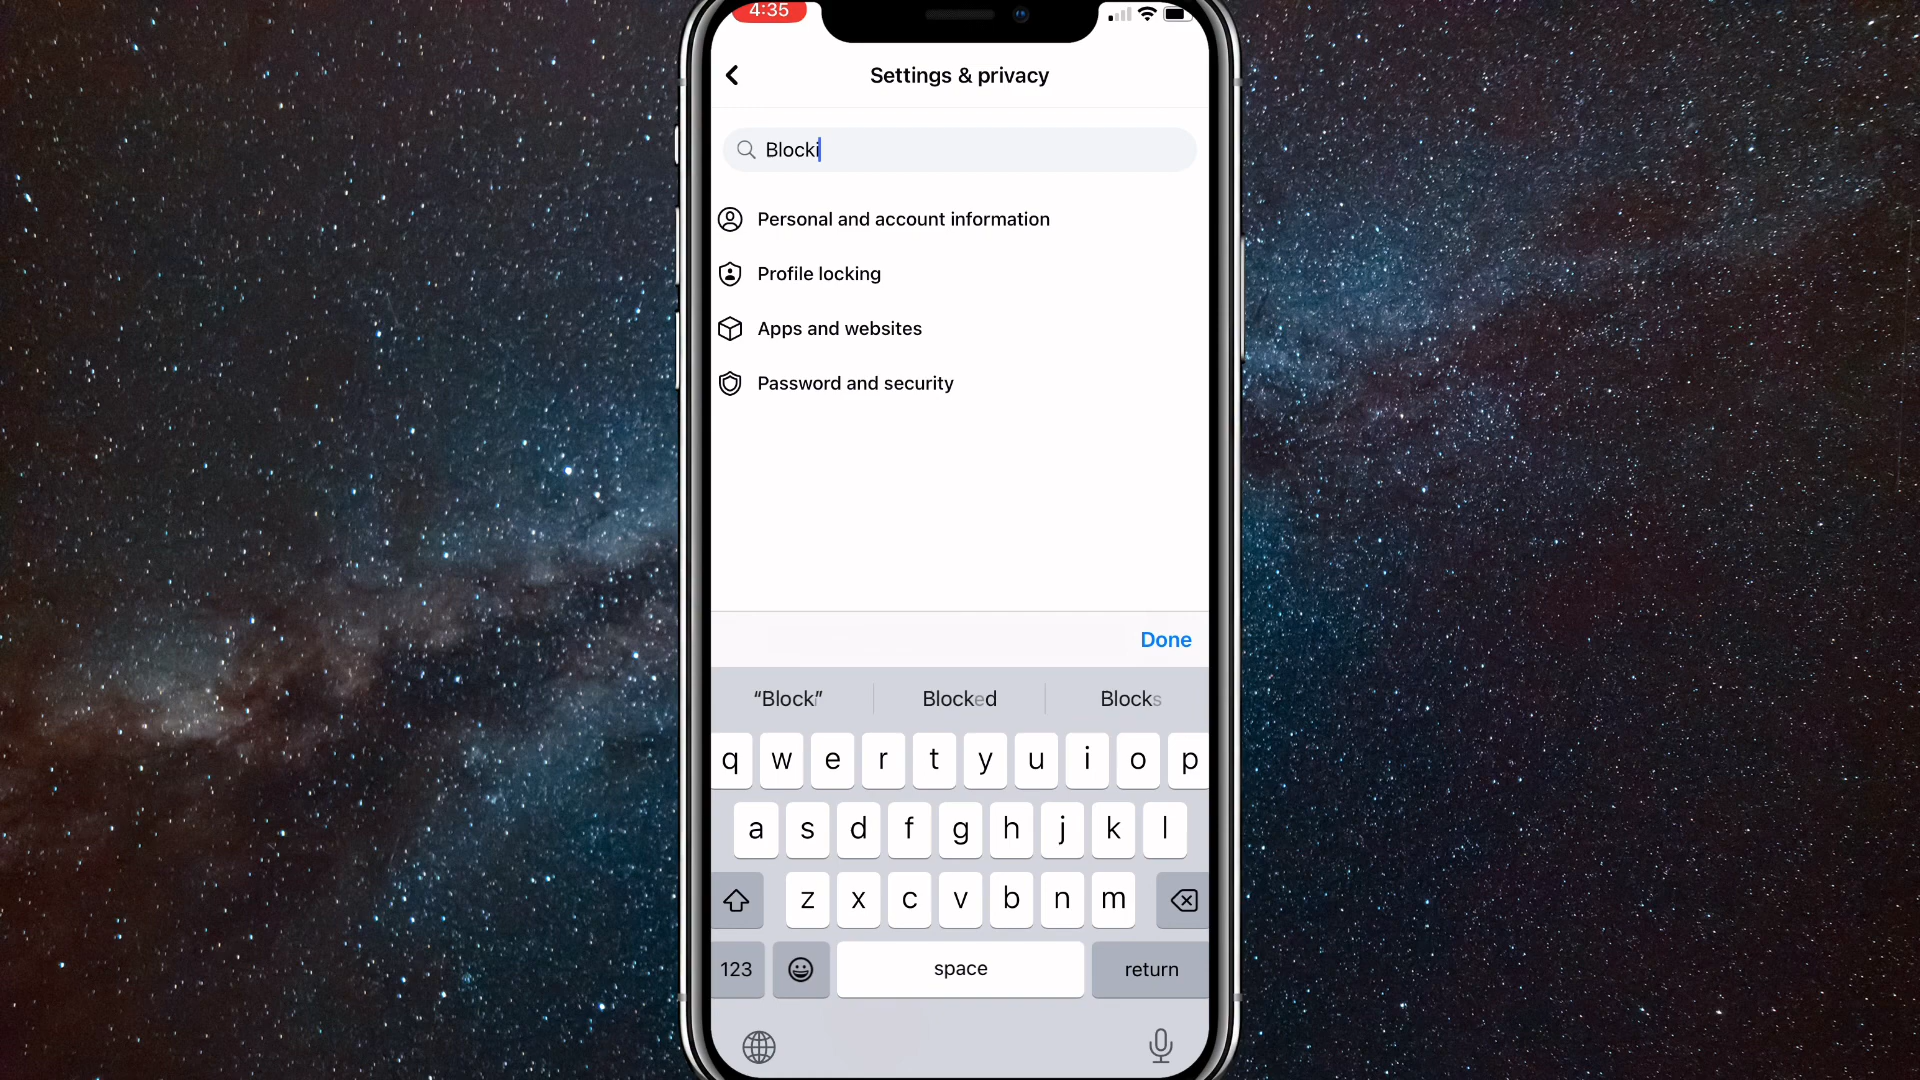 4:35
Settings & privacy
Blocki
Personal and account information
Profile locking
Apps and websites
Password and security
Done
“Block” Blocked Blocks
q w e r t y u i o p
a s d f g h j k l
z x c v b n m
123 space return